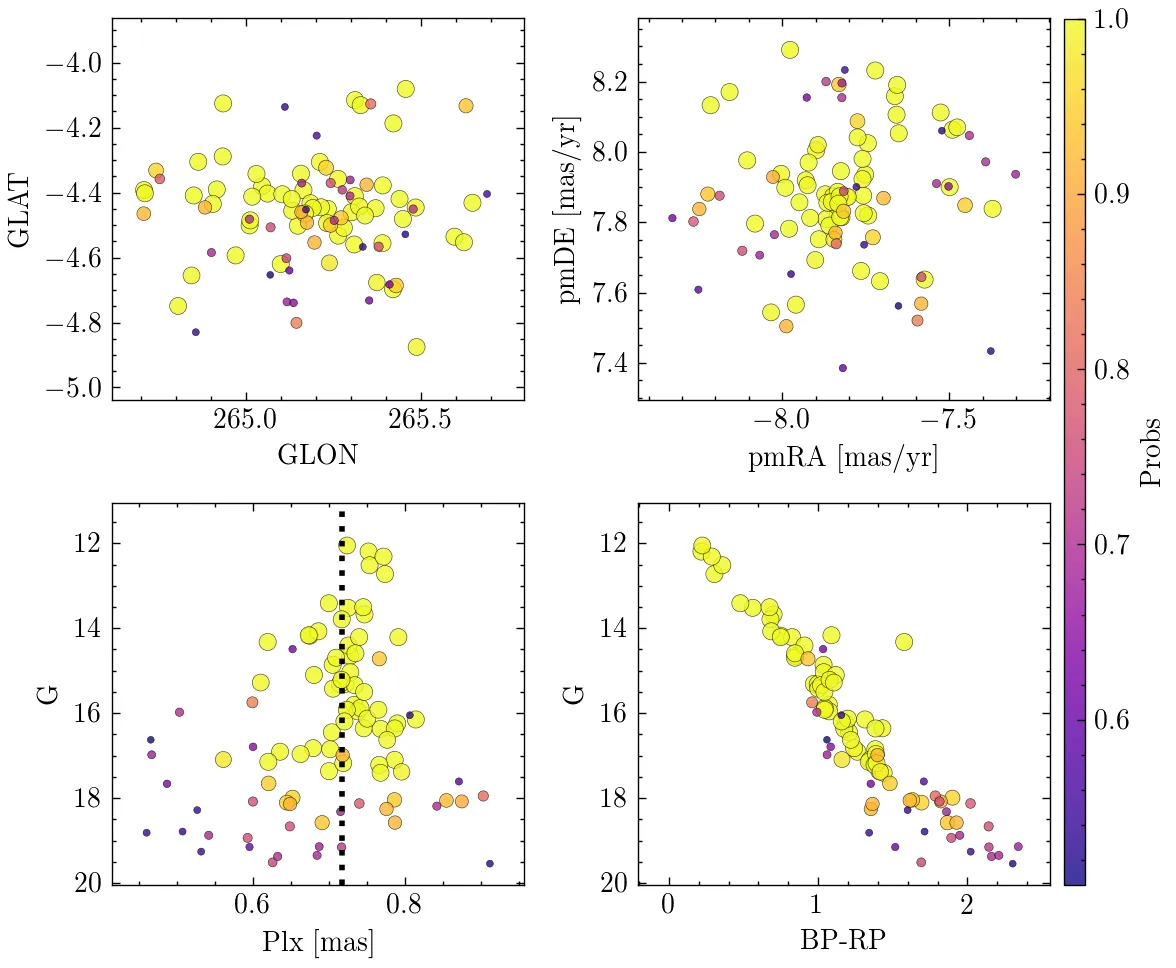 −4.0
−4.2
−4.4
−4.6
−4.8
−5.0
GLAT
265.0 265.5
GLON
8.2
8.0
7.8
7.6
7.4
pmDE [mas/yr]
−8.0 −7.5
pmRA [mas/yr]
1.0
0.9
0.8
0.7
0.6
Probs
12
14
16
18
20
G
0.6 0.8
Plx [mas]
12
14
16
18
20
G
0 1 2
BP-RP